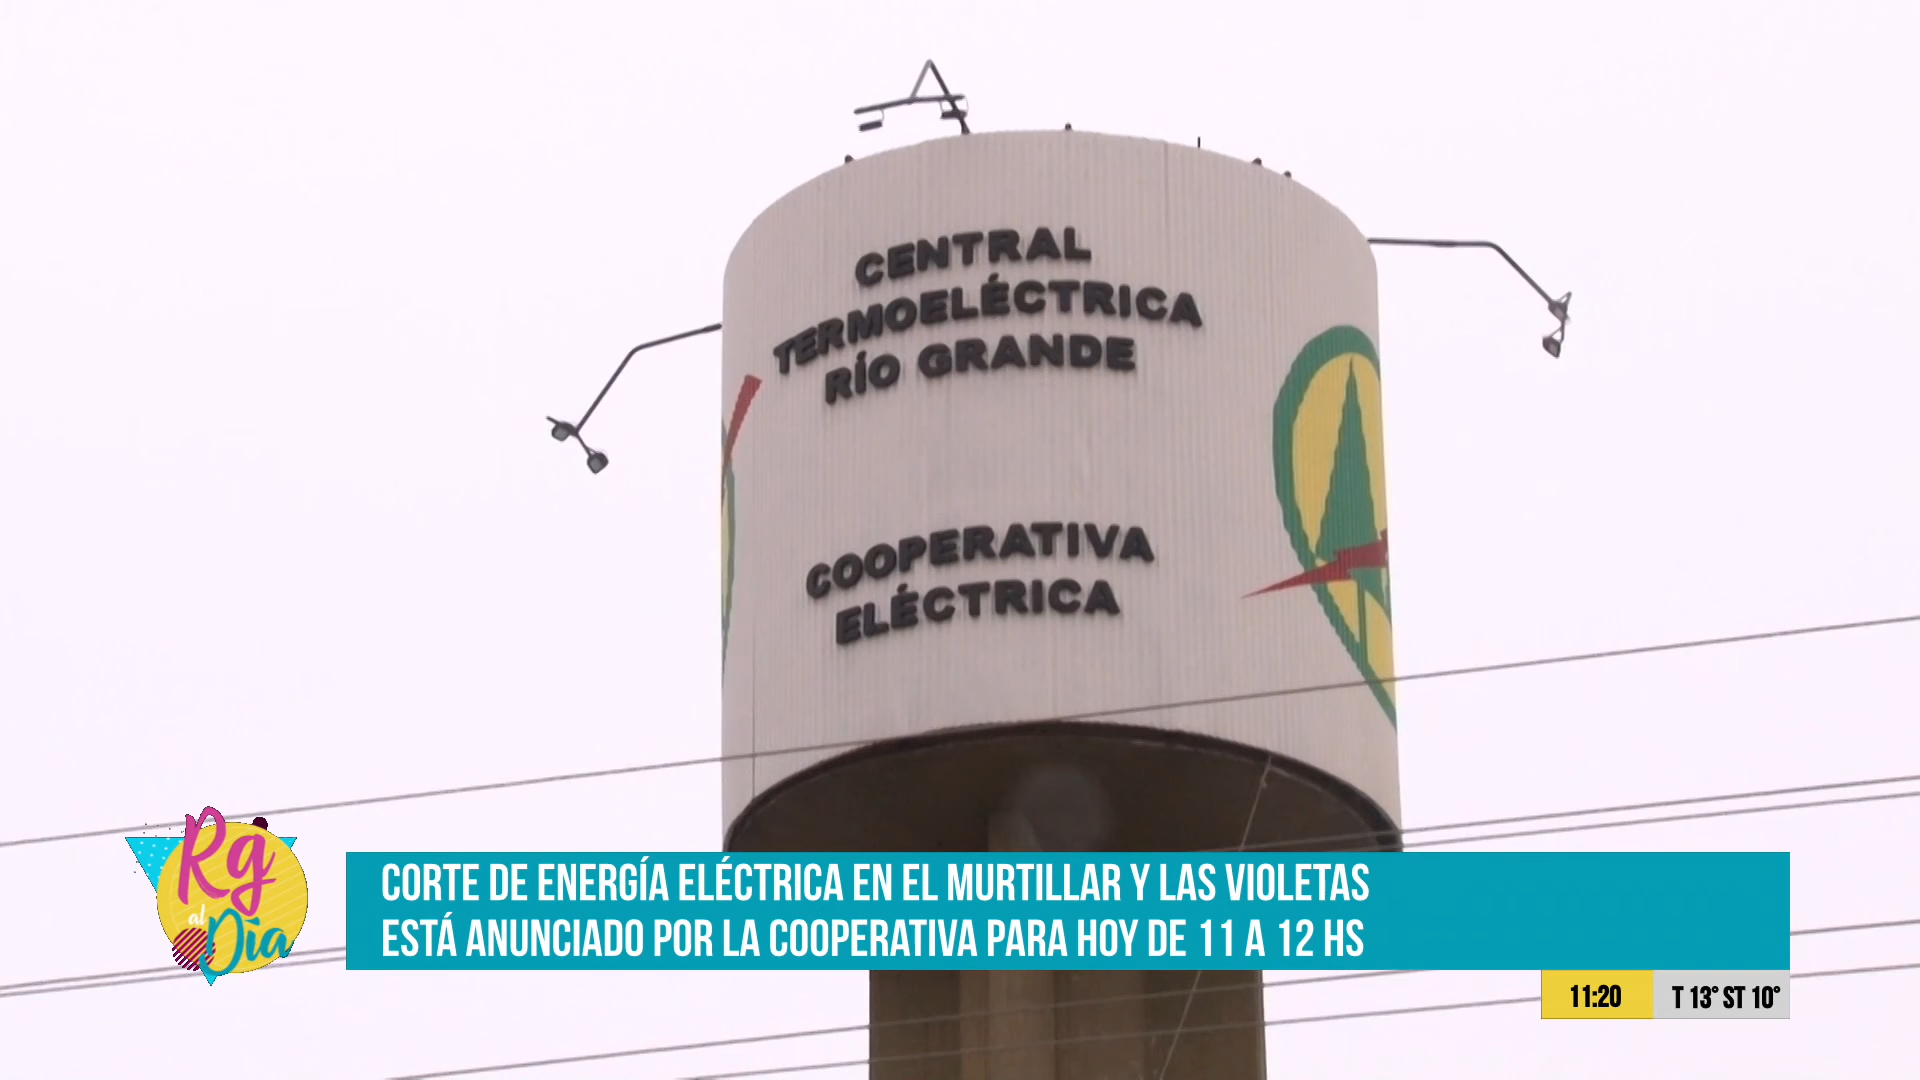 CENTRAL
TERMOELÉCTRICA
RÍO GRANDE
COOPERATIVA
ELÉCTRICA
Rg
al
Día
CORTE DE ENERGÍA ELÉCTRICA EN EL MURTILLAR Y LAS VIOLETAS
ESTÁ ANUNCIADO POR LA COOPERATIVA PARA HOY DE 11 A 12 HS
11:20
T 13° ST 10°